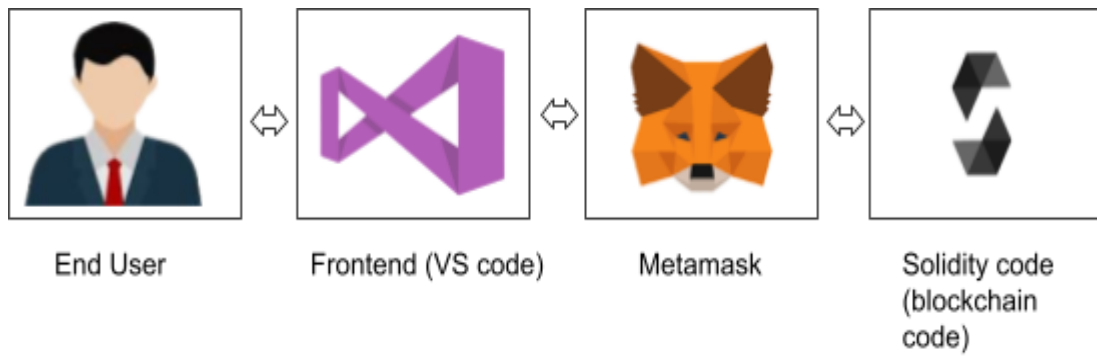 End User
Frontend (VS code)
Metamask
Solidity code
(blockchain
code)